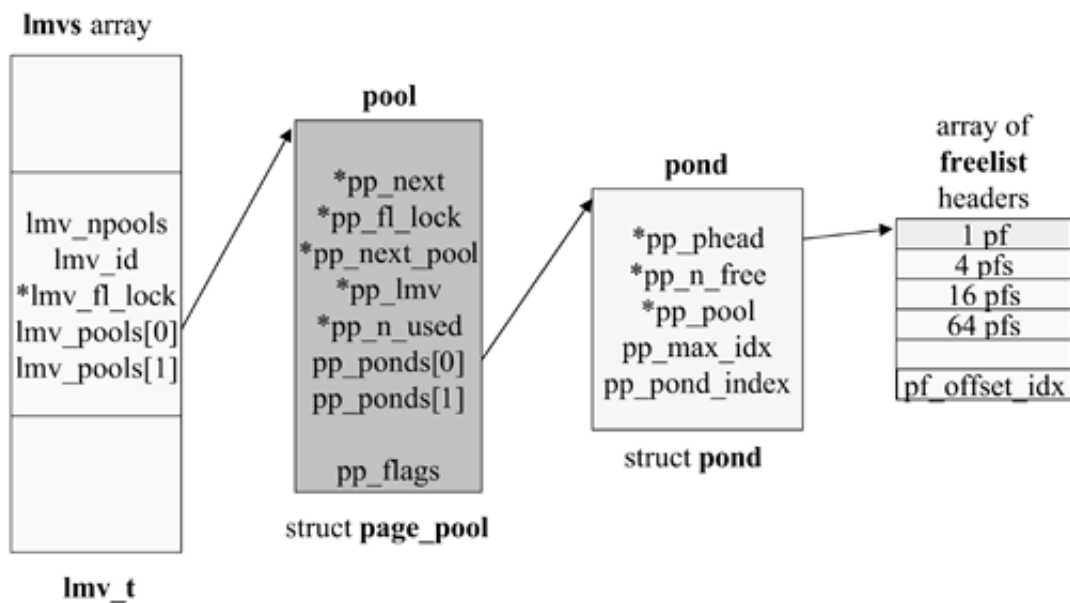 lmvs array
lmv_npools
lmv_id
*lmv_fl_lock
lmv_pools[0]
lmv_pools[1]
lmv_t
pool
*pp_next
*pp_fl_lock
*pp_next_pool
*pp_lmv
*pp_n_used
pp_ponds[0]
pp_ponds[1]
pp_flags
struct page_pool
pond
*pp_phead
*pp_n_free
*pp_pool
pp_max_idx
pp_pond_index
struct pond
array of
freelist
headers
1 pf
4 pfs
16 pfs
64 pfs
pf_offset_idx